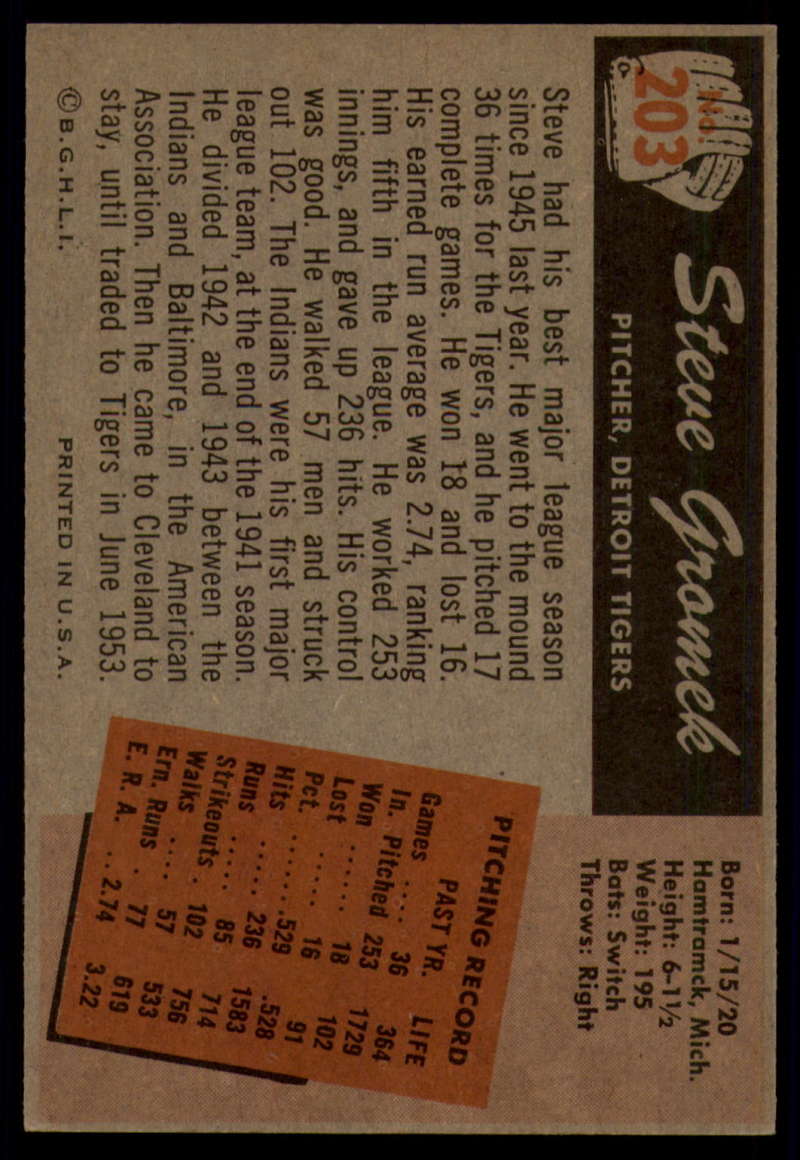 No.
203
Steve Gromek
PITCHER, DETROIT TIGERS
Born: 1/15/20
Hamtramck, Mich.
Height: 6-1½
Weight: 195
Bats: Switch
Throws: Right
Steve had his best major league season
since 1945 last year. He went to the mound
36 times for the Tigers, and he pitched 17
complete games. He won 18 and lost 16.
His earned run average was 2.74, ranking
him fifth in the league. He worked 253
innings, and gave up 236 hits. His control
was good. He walked 57 men and struck
out 102. The Indians were his first major
league team, at the end of the 1941 season.
He divided 1942 and 1943 between the
Indians and Baltimore, in the American
Association. Then he came to Cleveland to
stay, until traded to Tigers in June 1953.
© B.G.H.L.I. PRINTED IN U.S.A.
PITCHING RECORD
PAST YR. LIFE
Games .... 36 364
In. Pitched 253 1729
Won ...... 18 102
Lost ..... 16 91
Pct. .......529 .528
Hits ..... 236 1583
Runs ..... 85 714
Strikeouts . 102 756
Walks .... 57 533
Ern. Runs . 77 619
E. R. A. .. 2.74 3.22